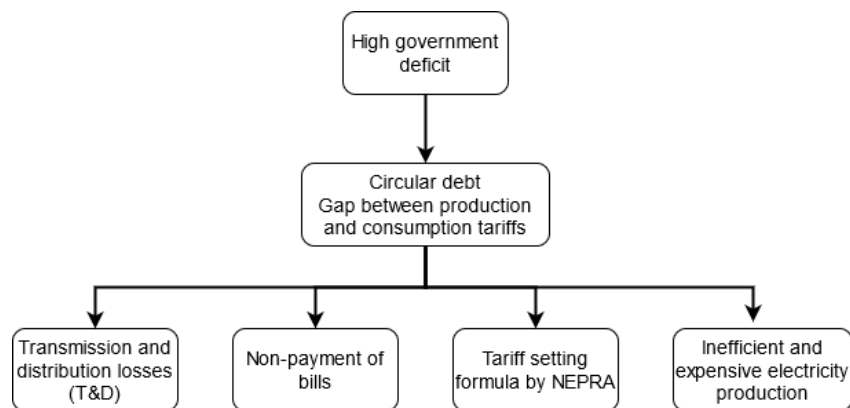 High government
deficit
Circular debt
Gap between production
and consumption tariffs
Transmission and
distribution losses
(T&D)
Non-payment of
bills
Tariff setting
formula by NEPRA
Inefficient and
expensive electricity
production